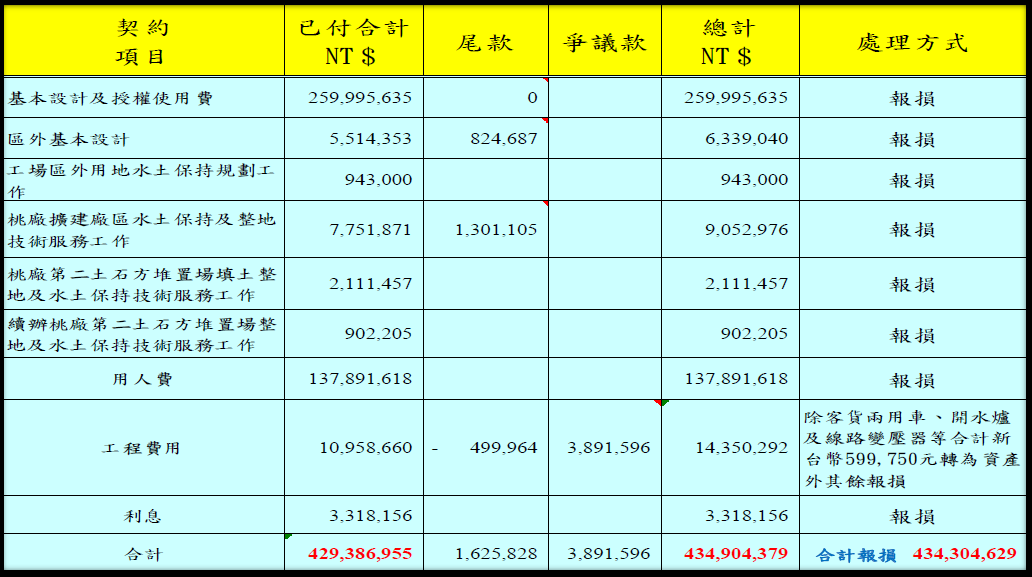 契約
項目
已付合計
NT＄
尾款
爭議款
總計
NT＄
處理方式
基本設計及授權使用費
259,995,635
0
259,995,635
報損
區外基本設計
5,514,353
824,687
6,339,040
報損
工場區外用地水土保持規劃工
作
943,000
943,000
報損
桃廠擴建廠區水土保持及整地
技術服務工作
7,751,871
1,301,105
9,052,976
報損
桃廠第二土石方堆置場填土整
地及水土保持技術服務工作
2,111,457
2,111,457
報損
續辦桃廠第二土石方堆置場整
地及水土保持技術服務工作
902,205
902,205
報損
用人費
137,891,618
137,891,618
報損
工程費用
10,958,660
- 499,964
3,891,596
14,350,292
除客貨兩用車、開水爐
及線路變壓器等合計新
台幣599,750元轉為資產
外其餘報損
利息
3,318,156
3,318,156
報損
合計
429,386,955
1,625,828
3,891,596
434,904,379
合計報損 434,304,629